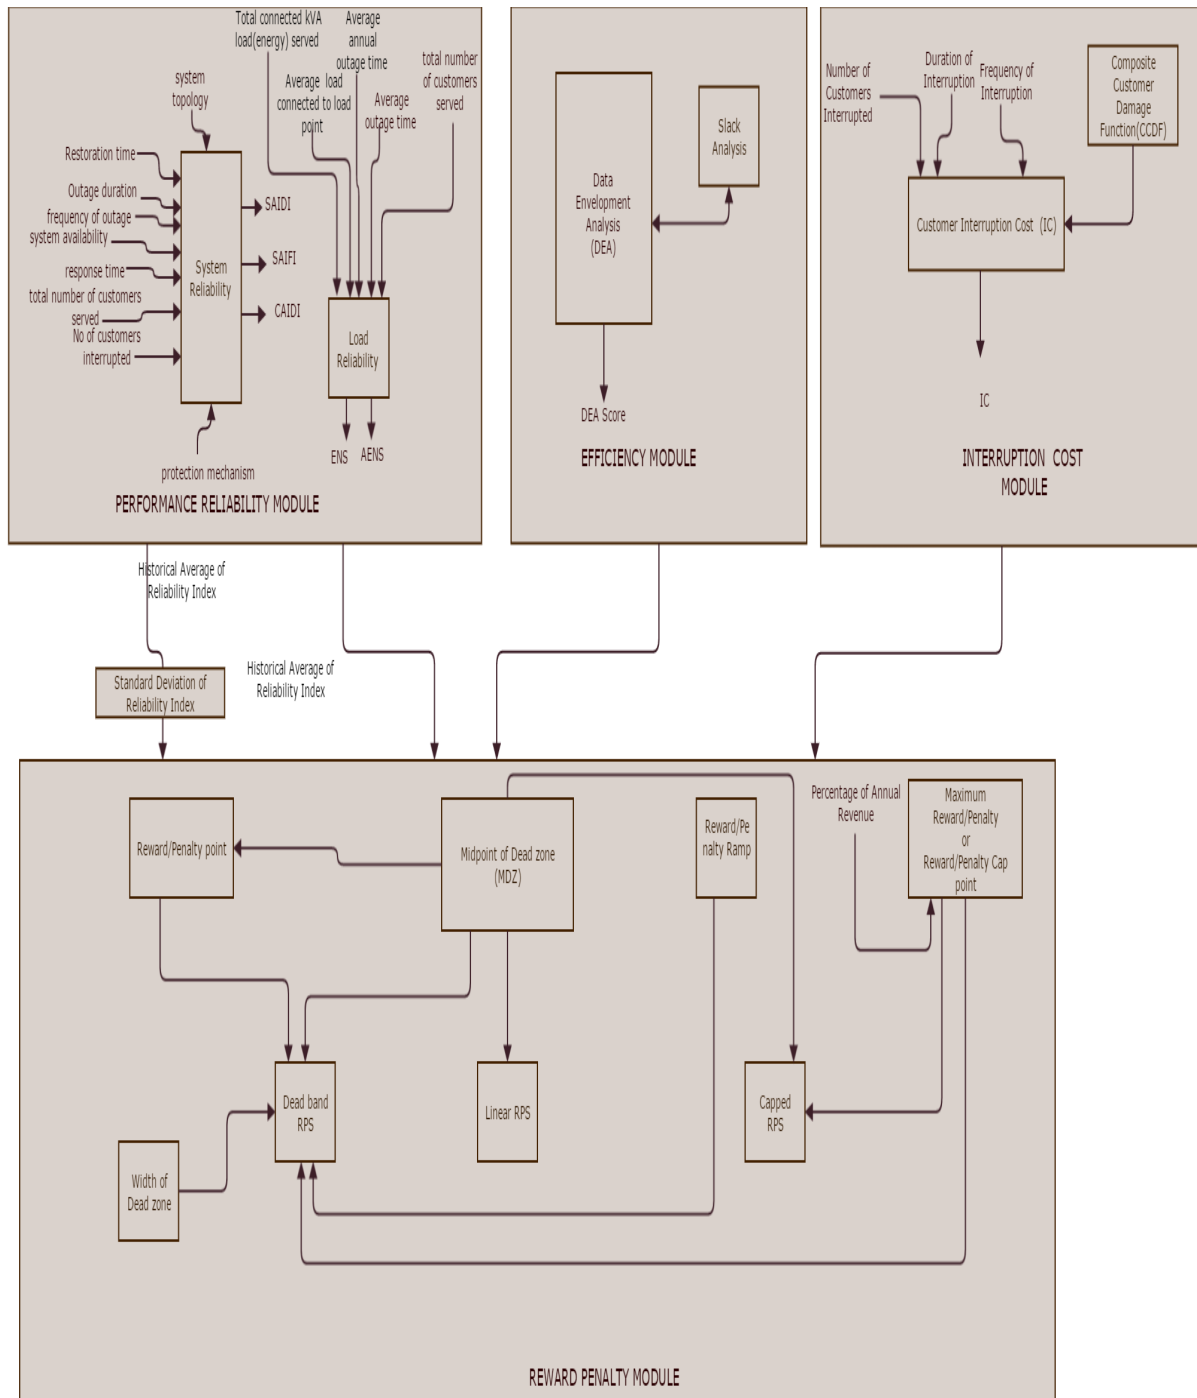 Total connected kVA
load(energy) served
Average
annual
outage time
total number
of customers
served
system
topology
Average  load
connected to load
point
Average
outage time
Restoration time
Outage duration
frequency of outage
system availability
response time
total number of customers
served
No of customers
interrupted
System
Reliability
SAIDI
SAIFI
CAIDI
Load
Reliability
ENS
AENS
protection mechanism
PERFORMANCE RELIABILITY MODULE
Data
Envelopment
Analysis
(DEA)
Slack
Analysis
DEA Score
EFFICIENCY MODULE
Number of
Customers
Interrupted
Duration of
Interruption
Frequency of
Interruption
Composite
Customer
Damage
Function(CCDF)
Customer Interruption Cost  (IC)
IC
INTERRUPTION  COST
MODULE
Historical Average of
Reliability Index
Standard Deviation of
Reliability Index
Historical Average of
Reliability Index
Reward/Penalty point
Midpoint of Dead zone
(MDZ)
Reward/Pe
nalty Ramp
Percentage of Annual
Revenue
Maximum
Reward/Penalty
or
Reward/Penalty Cap
point
Dead band
RPS
Linear RPS
Capped
RPS
Width of
Dead zone
REWARD PENALTY MODULE